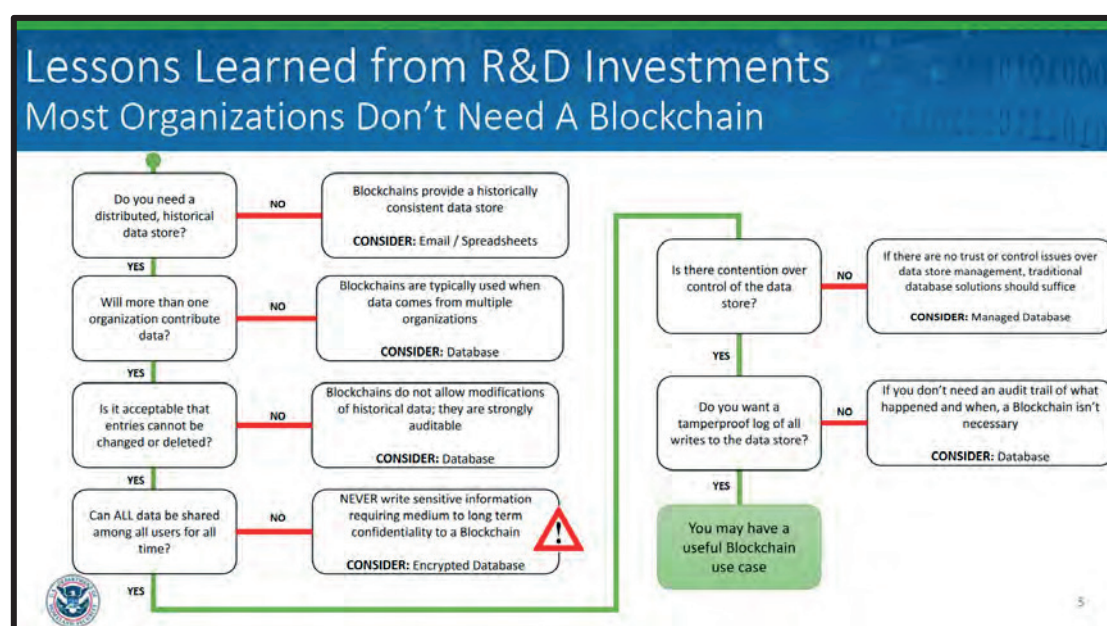 Lessons Learned from R&D Investments
Most Organizations Don't Need A Blockchain
Do you need a
distributed, historical
data store?
NO
Blockchains provide a historically
consistent data store
CONSIDER: Email / Spreadsheets
YES
Will more than one
organization contribute
data?
NO
Blockchains are typically used when
data comes from multiple
organizations
CONSIDER: Database
YES
Is it acceptable that
entries cannot be
changed or deleted?
NO
Blockchains do not allow modifications
of historical data; they are strongly
auditable
CONSIDER: Database
YES
Can ALL data be shared
among all users for all
time?
NO
NEVER write sensitive information
requiring medium to long term
confidentiality to a Blockchain
CONSIDER: Encrypted Database
!
YES
Is there contention over
control of the data
store?
NO
If there are no trust or control issues over
data store management, traditional
database solutions should suffice
CONSIDER: Managed Database
YES
Do you want a
tamperproof log of all
writes to the data store?
NO
If you don't need an audit trail of what
happened and when, a Blockchain isn't
necessary
CONSIDER: Database
YES
You may have a
useful Blockchain
use case